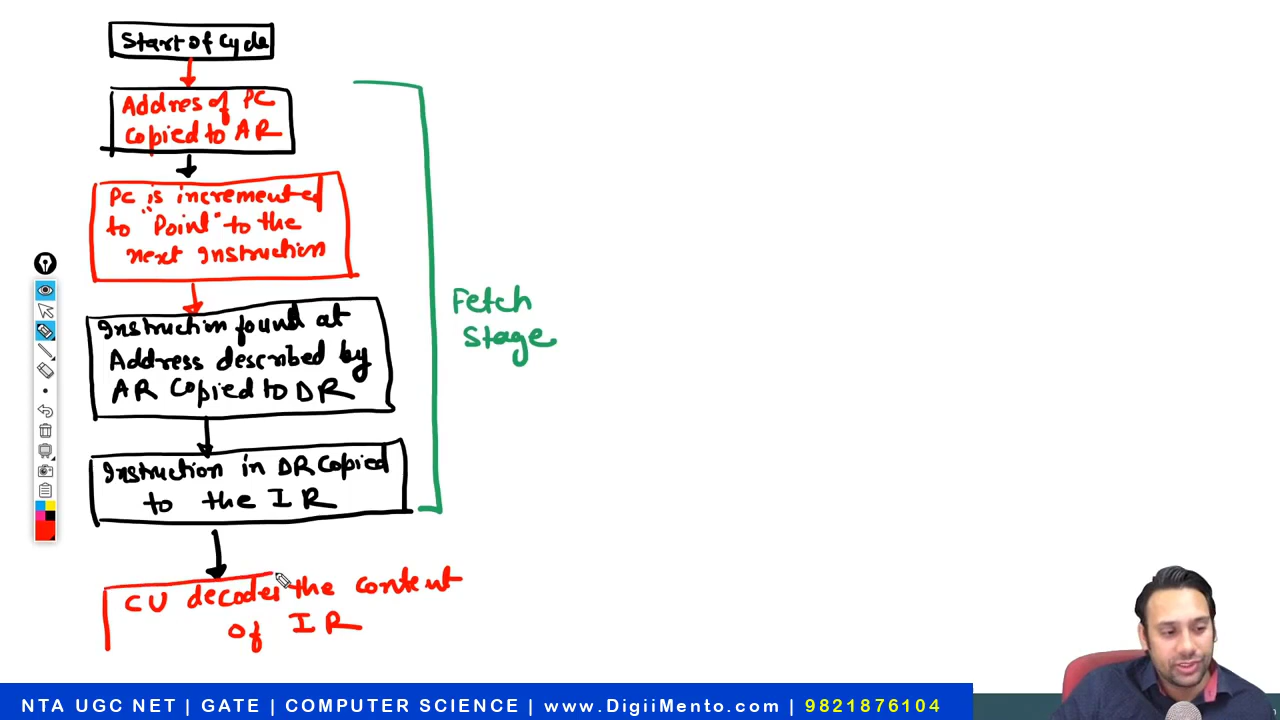 Start of Cycle
Addres of PC
Copied to AR
PC is incremented
to "Point" to the
next Instruction
Instruction found at
Address described by
AR Copied to DR
Instruction in DR Copied
to the IR
Fetch
Stage
CU decodes the content
of IR
NTA UGC NET | GATE | COMPUTER SCIENCE | www.DigiiMento.com | 9821876104